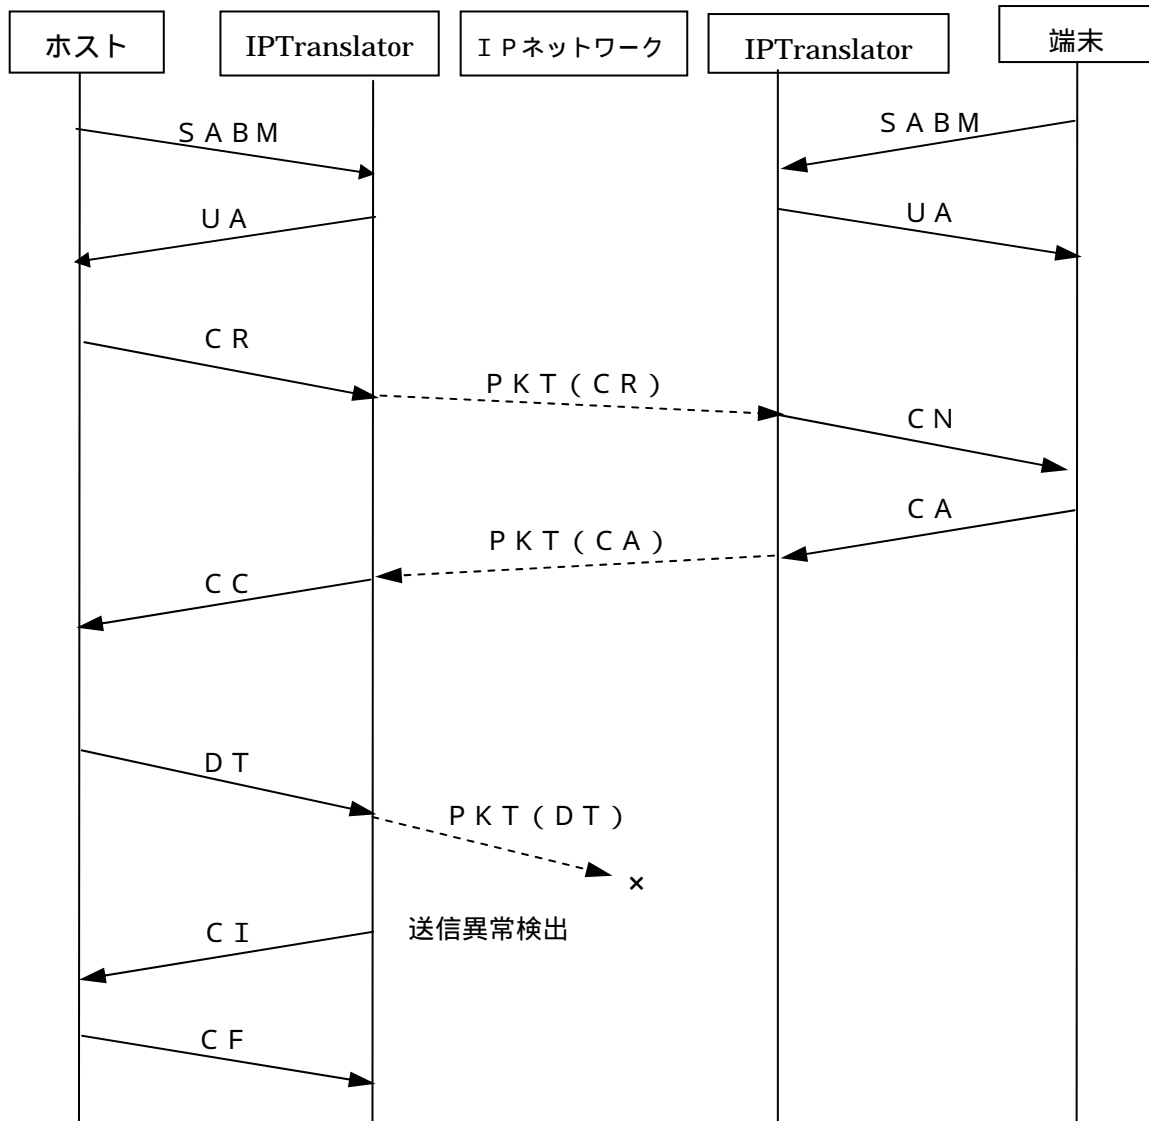 ホスト
IPTranslator
ＩＰネットワーク
IPTranslator
端末
ＳＡＢＭ
ＳＡＢＭ
ＵＡ
ＵＡ
ＣＲ
ＰＫＴ（ＣＲ）
ＣＮ
ＣＡ
ＰＫＴ（ＣＡ）
ＣＣ
ＤＴ
ＰＫＴ（ＤＴ）
×
送信異常検出
ＣＩ
ＣＦ